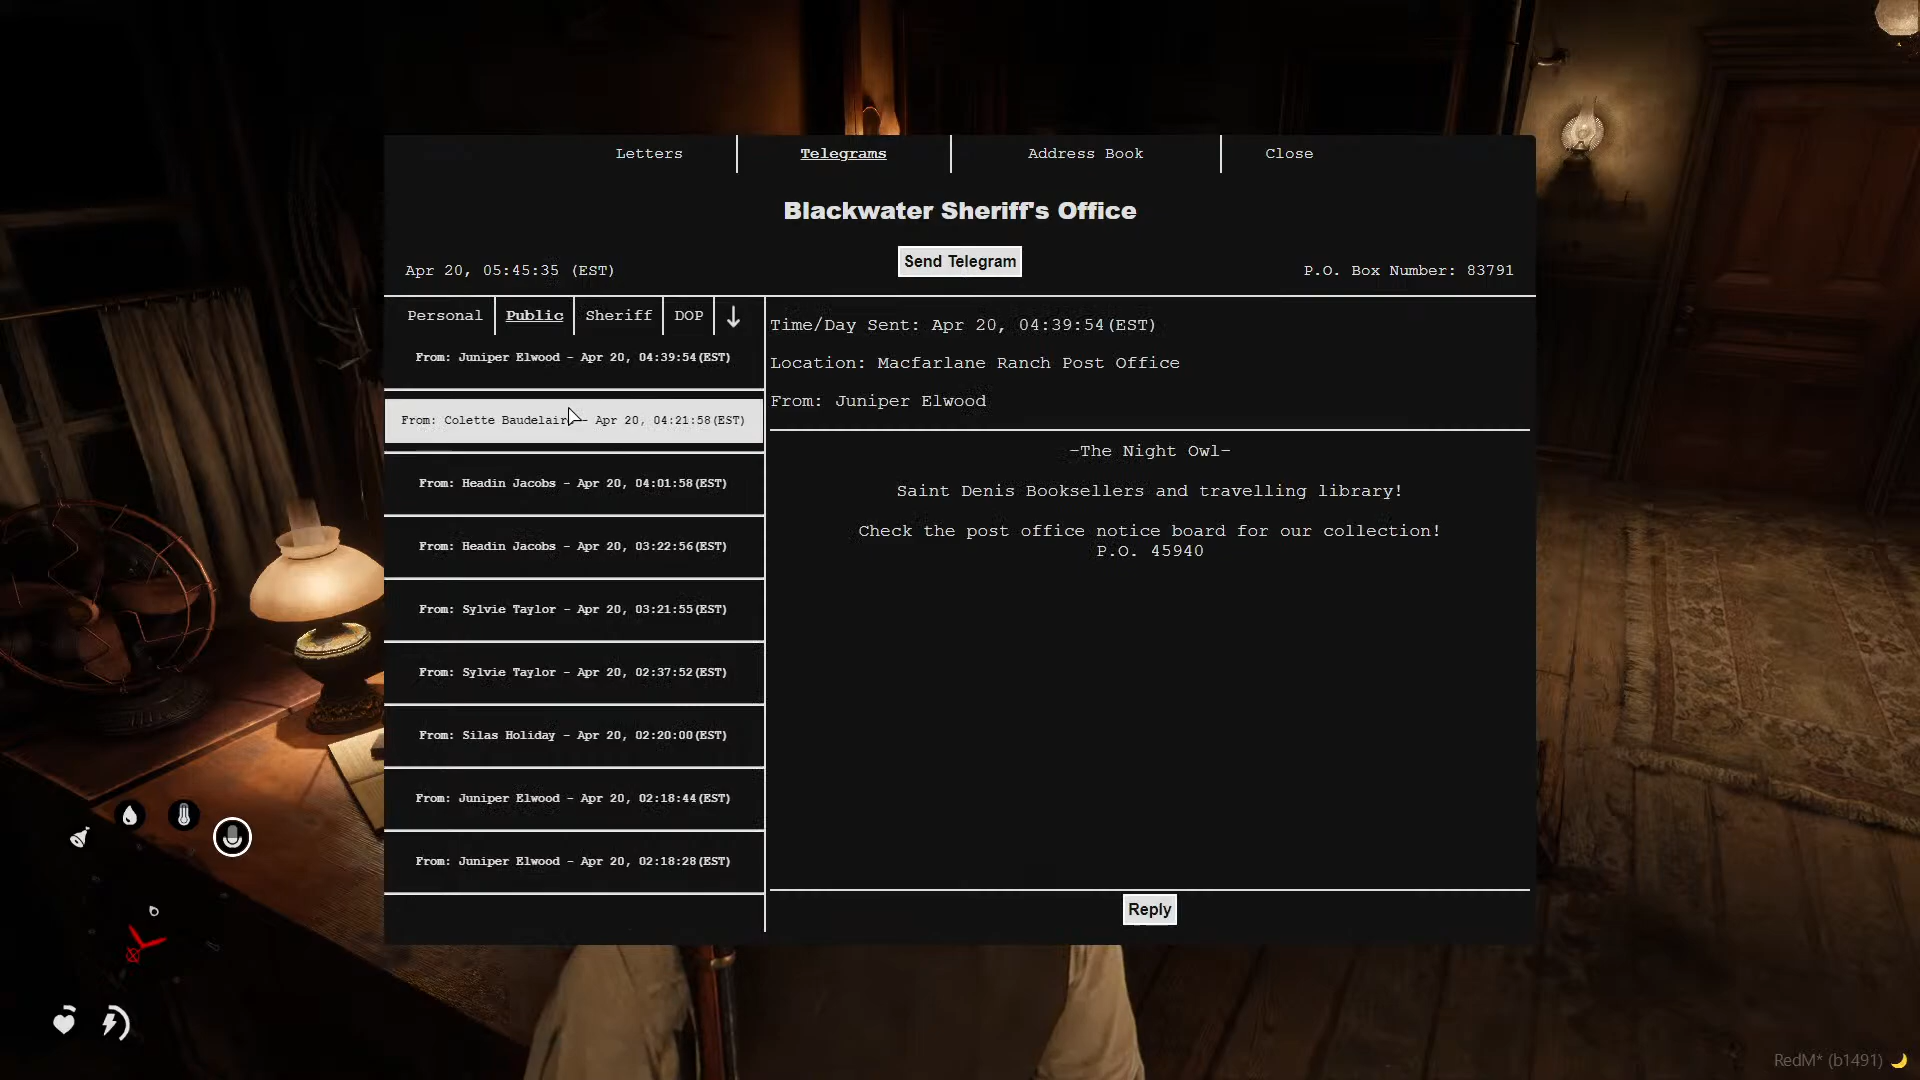 Letters
Telegrams
Address Book
Close
Blackwater Sheriff's Office
Apr 20, 05:45:35 (EST)
Send Telegram
P.O. Box Number: 83791
Personal
Public
Sheriff
DOP
From: Juniper Elwood - Apr 20, 04:39:54(EST)
From: Colette Baudelair - Apr 20, 04:21:58(EST)
From: Headin Jacobs - Apr 20, 04:01:58(EST)
From: Headin Jacobs - Apr 20, 03:22:56(EST)
From: Sylvie Taylor - Apr 20, 03:21:55(EST)
From: Sylvie Taylor - Apr 20, 02:37:52(EST)
From: Silas Holiday - Apr 20, 02:20:00(EST)
From: Juniper Elwood - Apr 20, 02:18:44(EST)
From: Juniper Elwood - Apr 20, 02:18:28(EST)
Time/Day Sent: Apr 20, 04:39:54(EST)
Location: Macfarlane Ranch Post Office
From: Juniper Elwood
-The Night Owl-
Saint Denis Booksellers and travelling library!
Check the post office notice board for our collection!
P.O. 45940
Reply
RedM* (b1491)